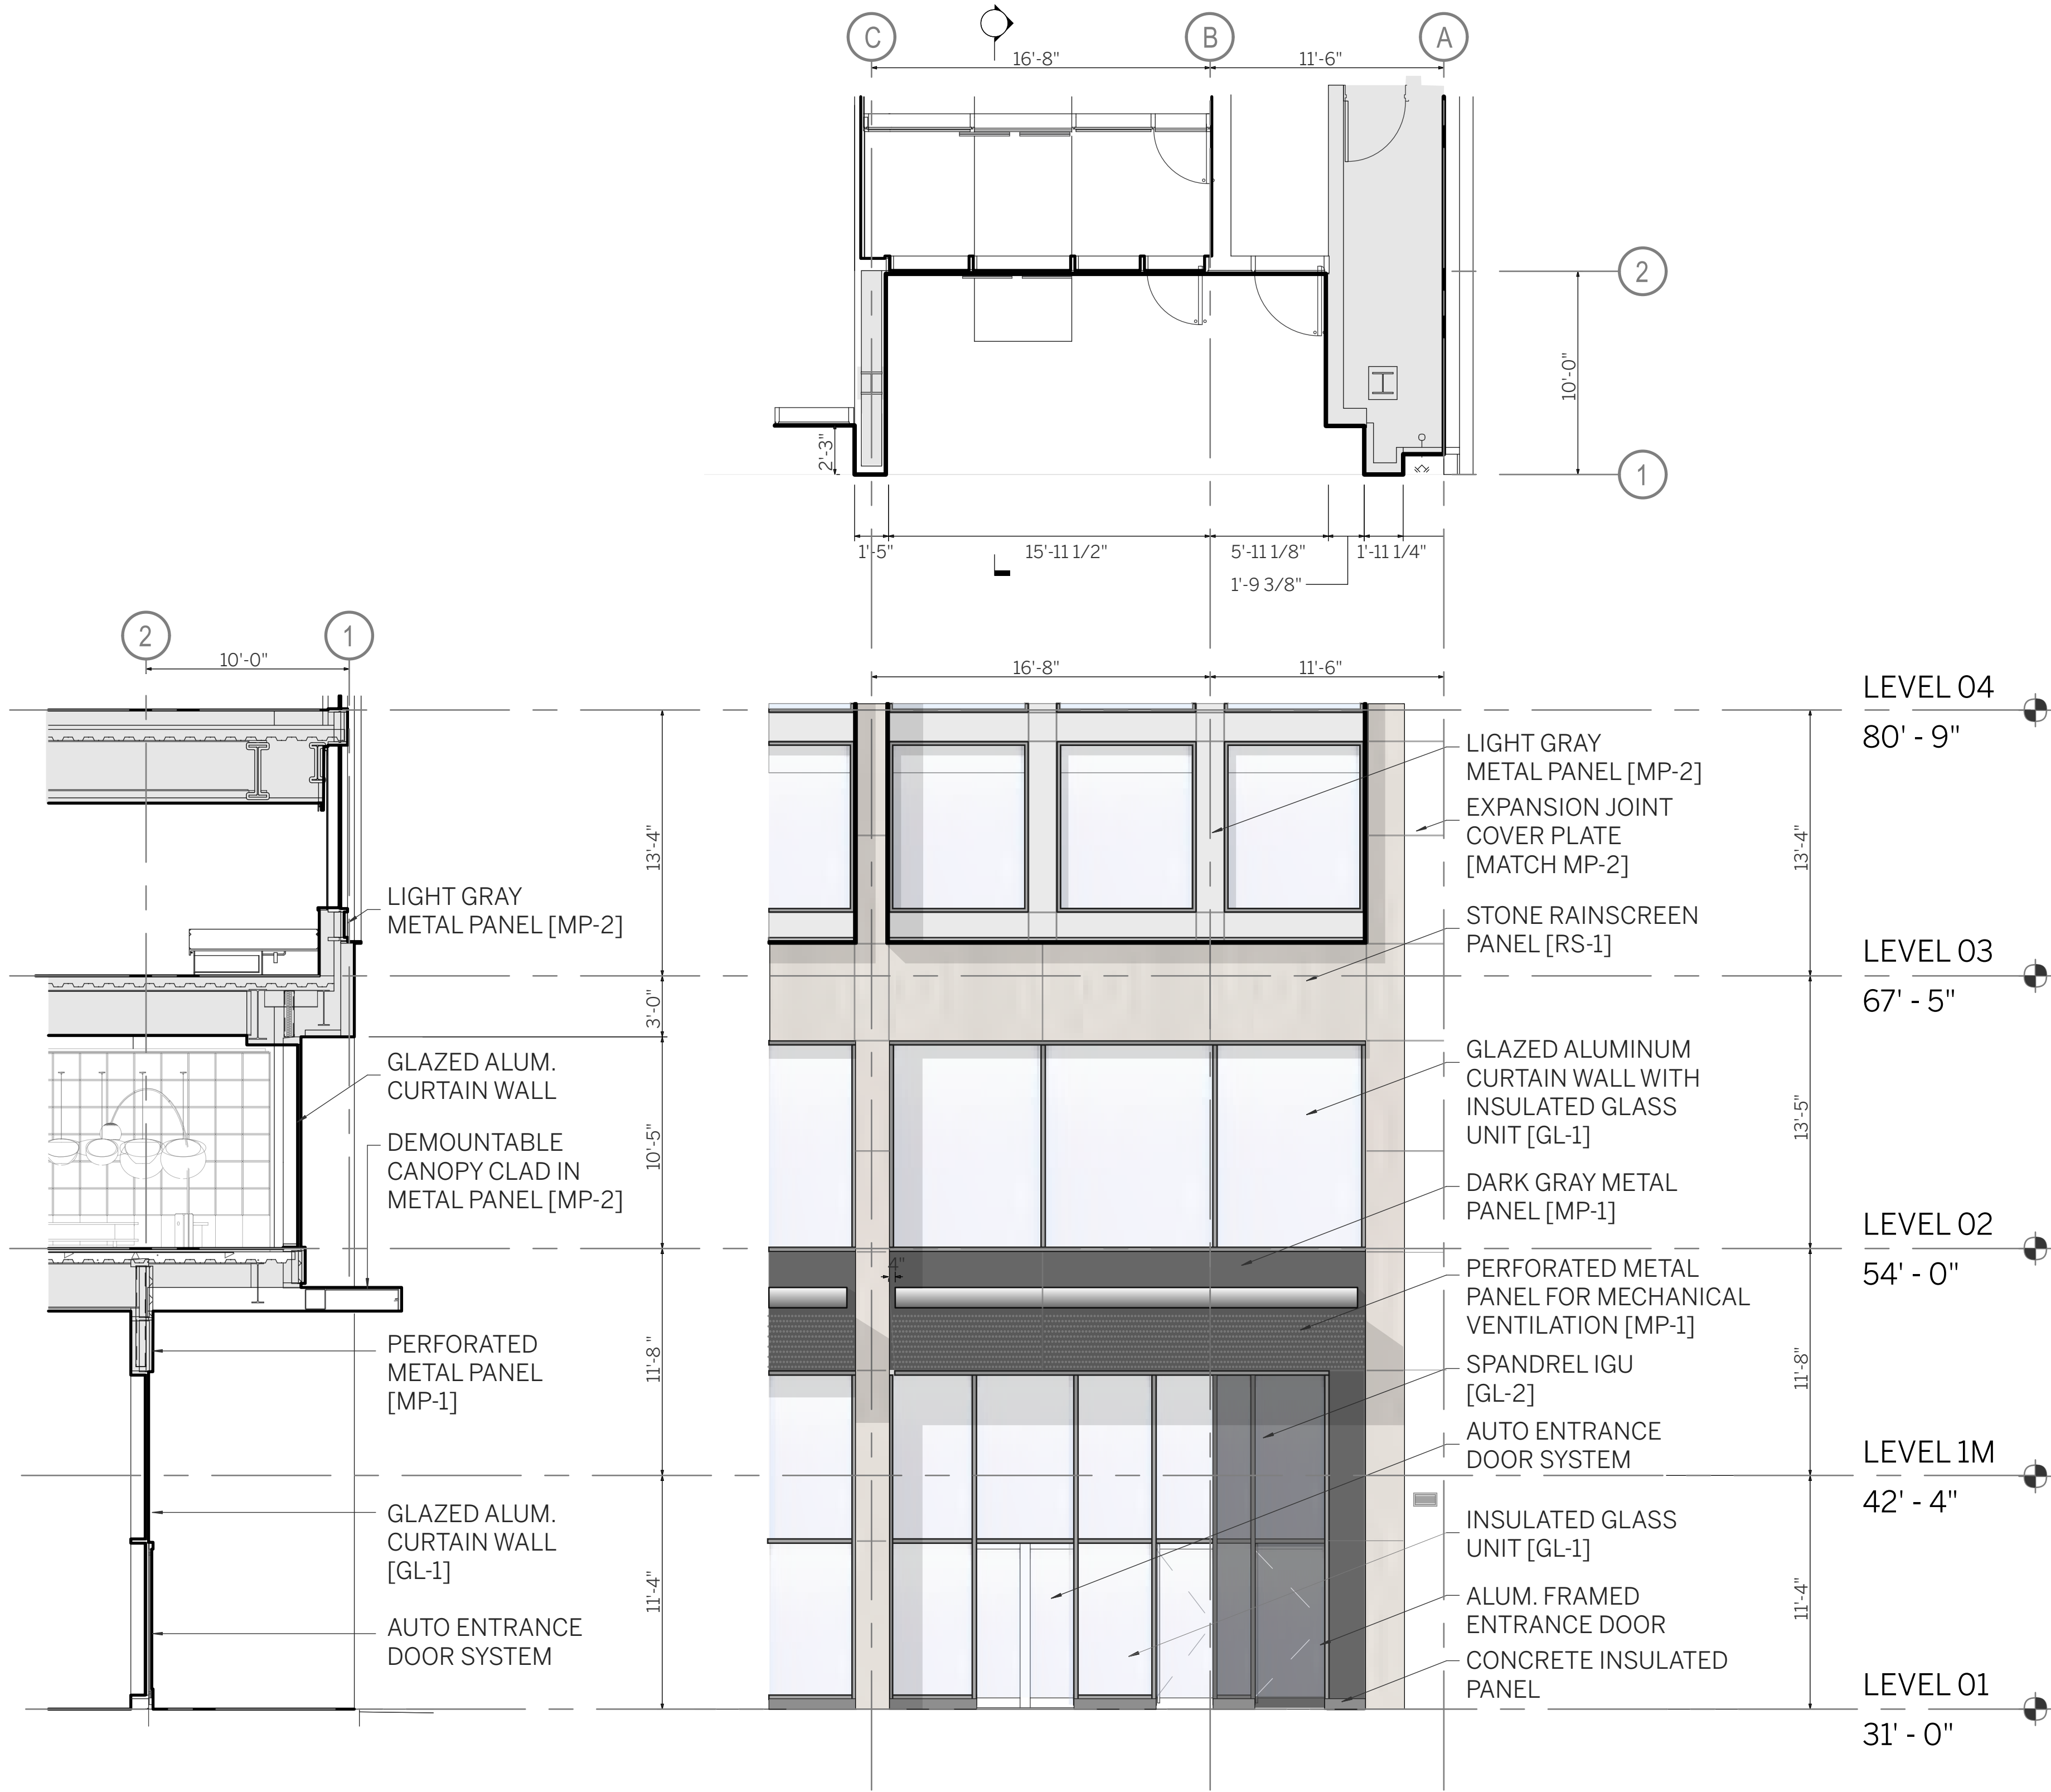 C
B
A
16'-8"
11'-6"
2
10'-0"
2'-3"
1
1'-5"
15'-11 1/2"
5'-11 1/8"
1'-11 1/4"
1'-9 3/8"
2
1
10'-0"
16'-8"
11'-6"
13'-4"
LIGHT GRAY
METAL PANEL [MP-2]
3'-0"
GLAZED ALUM.
CURTAIN WALL
10'-5"
DEMOUNTABLE
CANOPY CLAD IN
METAL PANEL [MP-2]
PERFORATED
METAL PANEL
[MP-1]
11'-8"
GLAZED ALUM.
CURTAIN WALL
[GL-1]
11'-4"
AUTO ENTRANCE
DOOR SYSTEM
4"
LIGHT GRAY
METAL PANEL [MP-2]
EXPANSION JOINT
COVER PLATE
[MATCH MP-2]
STONE RAINSCREEN
PANEL [RS-1]
GLAZED ALUMINUM
CURTAIN WALL WITH
INSULATED GLASS
UNIT [GL-1]
DARK GRAY METAL
PANEL [MP-1]
PERFORATED METAL
PANEL FOR MECHANICAL
VENTILATION [MP-1]
SPANDREL IGU
[GL-2]
AUTO ENTRANCE
DOOR SYSTEM
INSULATED GLASS
UNIT [GL-1]
ALUM. FRAMED
ENTRANCE DOOR
CONCRETE INSULATED
PANEL
13'-4"
13'-5"
11'-8"
11'-4"
LEVEL 04
80' - 9"
LEVEL 03
67' - 5"
LEVEL 02
54' - 0"
LEVEL 1M
42' - 4"
LEVEL 01
31' - 0"